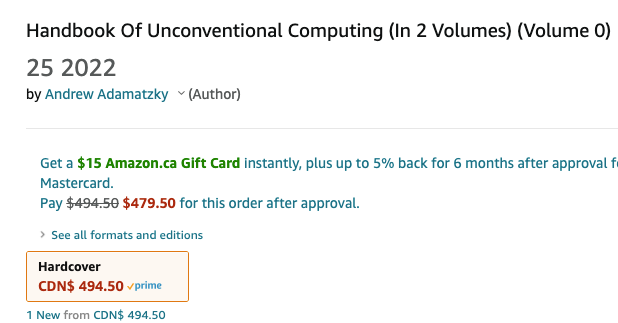 Handbook Of Unconventional Computing (In 2 Volumes) (Volume 0)
25 2022
by Andrew Adamatzky (Author)
Get a $15 Amazon.ca Gift Card instantly, plus up to 5% back for 6 months after approval
Mastercard.
Pay $494.50 $479.50 for this order after approval.
See all formats and editions
Hardcover
CDN$ 494.50 prime
1 New from CDN$ 494.50